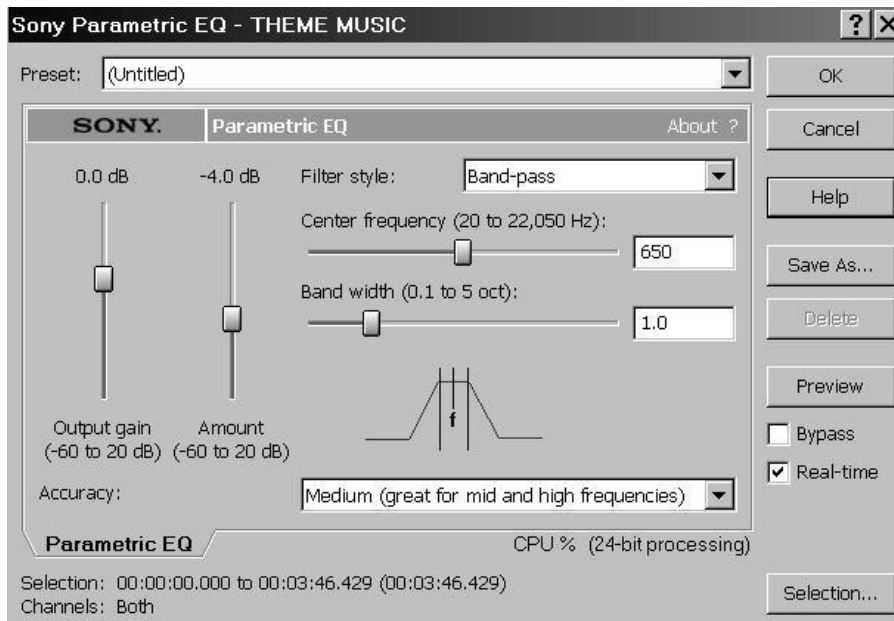 Sony Parametric EQ - THEME MUSIC
? X
Preset: (Untitled)
OK
SONY. Parametric EQ About ?
Cancel
0.0 dB -4.0 dB Filter style: Band-pass
Help
Center frequency (20 to 22,050 Hz):
650
Save As...
Band width (0.1 to 5 oct):
1.0
Delete
f
Preview
Output gain Amount
(-60 to 20 dB) (-60 to 20 dB)
Bypass
Real-time
Accuracy: Medium (great for mid and high frequencies)
Parametric EQ CPU % (24-bit processing)
Selection: 00:00:00.000 to 00:03:46.429 (00:03:46.429)
Channels: Both
Selection...